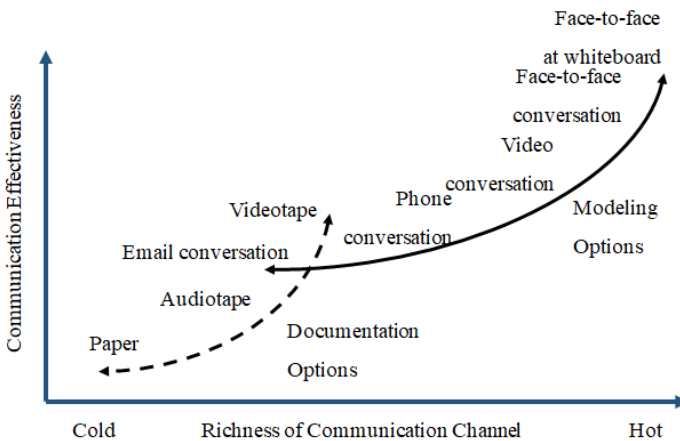 Face-to-face
at whiteboard
Face-to-face
conversation
Video
conversation
Phone
conversation
Videotape
Email conversation
Audiotape
Paper
Modeling
Options
Documentation
Options
Communication Effectiveness
Cold
Richness of Communication Channel
Hot